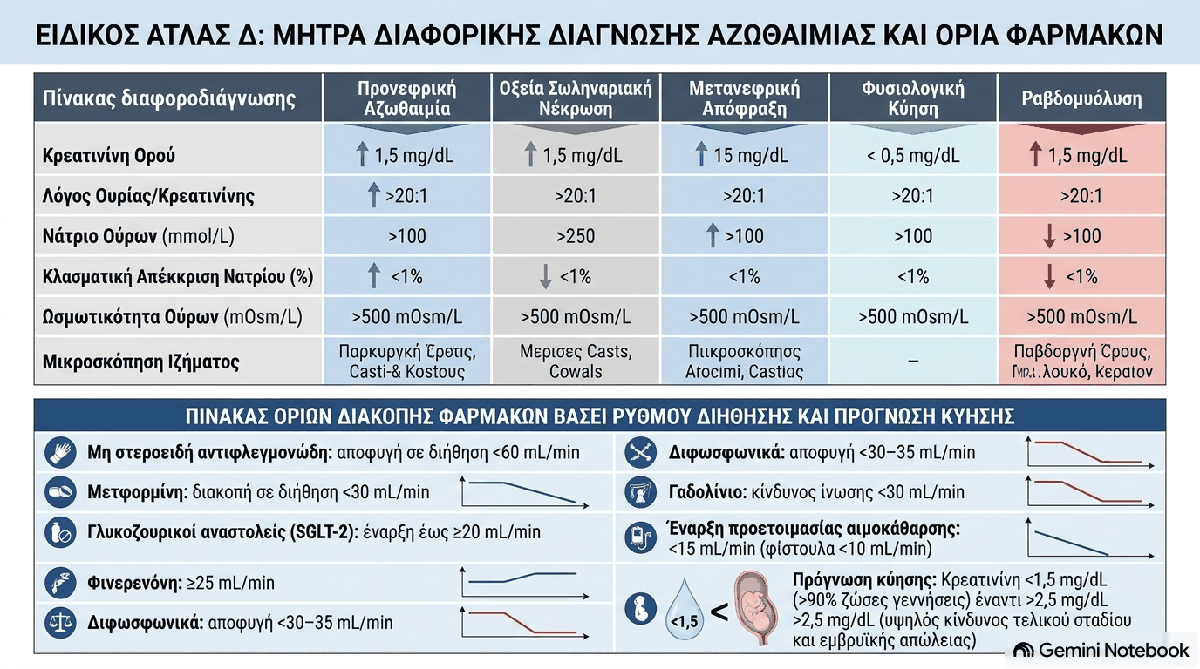 ΕΙΔΙΚΟΣ ΑΤΛΑΣ Δ: ΜΗΤΡΑ ΔΙΑΦΟΡΙΚΗΣ ΔΙΑΓΝΩΣΗΣ ΑΖΩΘΑΙΜΙΑΣ ΚΑΙ ΟΡΙΑ ΦΑΡΜΑΚΩΝ
Πίνακας διαφοροδιάγνωσης Προνεφρική Αζωθαιμία Οξεία Σωληναριακή Νέκρωση Μετανεφρική Απόφραξη Φυσιολογική Κύηση Ραβδομυόλυση
Κρεατινίνη Ορού ↑ 1,5 mg/dL ↑ 1,5 mg/dL ↑ 15 mg/dL < 0,5 mg/dL ↑ 1,5 mg/dL
Λόγος Ουρίας/Κρεατινίνης ↑ >20:1 >20:1 >20:1 >20:1 >20:1
Νάτριο Ούρων (mmol/L) >100 >250 ↑ >100 >100 ↓ >100
Κλασματική Απέκκριση Νατρίου (%) ↑ <1% ↓ <1% <1% <1% ↓ <1%
Ωσμωτικότητα Ούρων (mOsm/L) >500 mOsm/L >500 mOsm/L >500 mOsm/L >500 mOsm/L >500 mOsm/L
Μικροσκόπηση Ιζήματος Casts, Cowals –
ΠΙΝΑΚΑΣ ΟΡΙΩΝ ΔΙΑΚΟΠΗΣ ΦΑΡΜΑΚΩΝ ΒΑΣΕΙ ΡΥΘΜΟΥ ΔΙΗΘΗΣΗΣ ΚΑΙ ΠΡΟΓΝΩΣΗ ΚΥΗΣΗΣ
Μη στεροειδή αντιφλεγμονώδη: αποφυγή σε διήθηση <60 mL/min
Μετφορμίνη: διακοπή σε διήθηση <30 mL/min
Γλυκοζουρικοί αναστολείς (SGLT-2): έναρξη έως ≥20 mL/min
Φινερενόνη: ≥25 mL/min
Διφωσφωνικά: αποφυγή <30–35 mL/min
Διφωσφωνικά: αποφυγή <30–35 mL/min
Γαδολίνιο: κίνδυνος ίνωσης <30 mL/min
Έναρξη προετοιμασίας αιμοκάθαρσης:
<15 mL/min (φίστουλα <10 mL/min)
<1,5 <
Πρόγνωση κύησης: Κρεατινίνη <1,5 mg/dL
(>90% ζώσες γεννήσεις) έναντι >2,5 mg/dL
>2,5 mg/dL (υψηλός κίνδυνος τελικού σταδίου
και εμβρυϊκής απώλειας)
Gemini Notebook